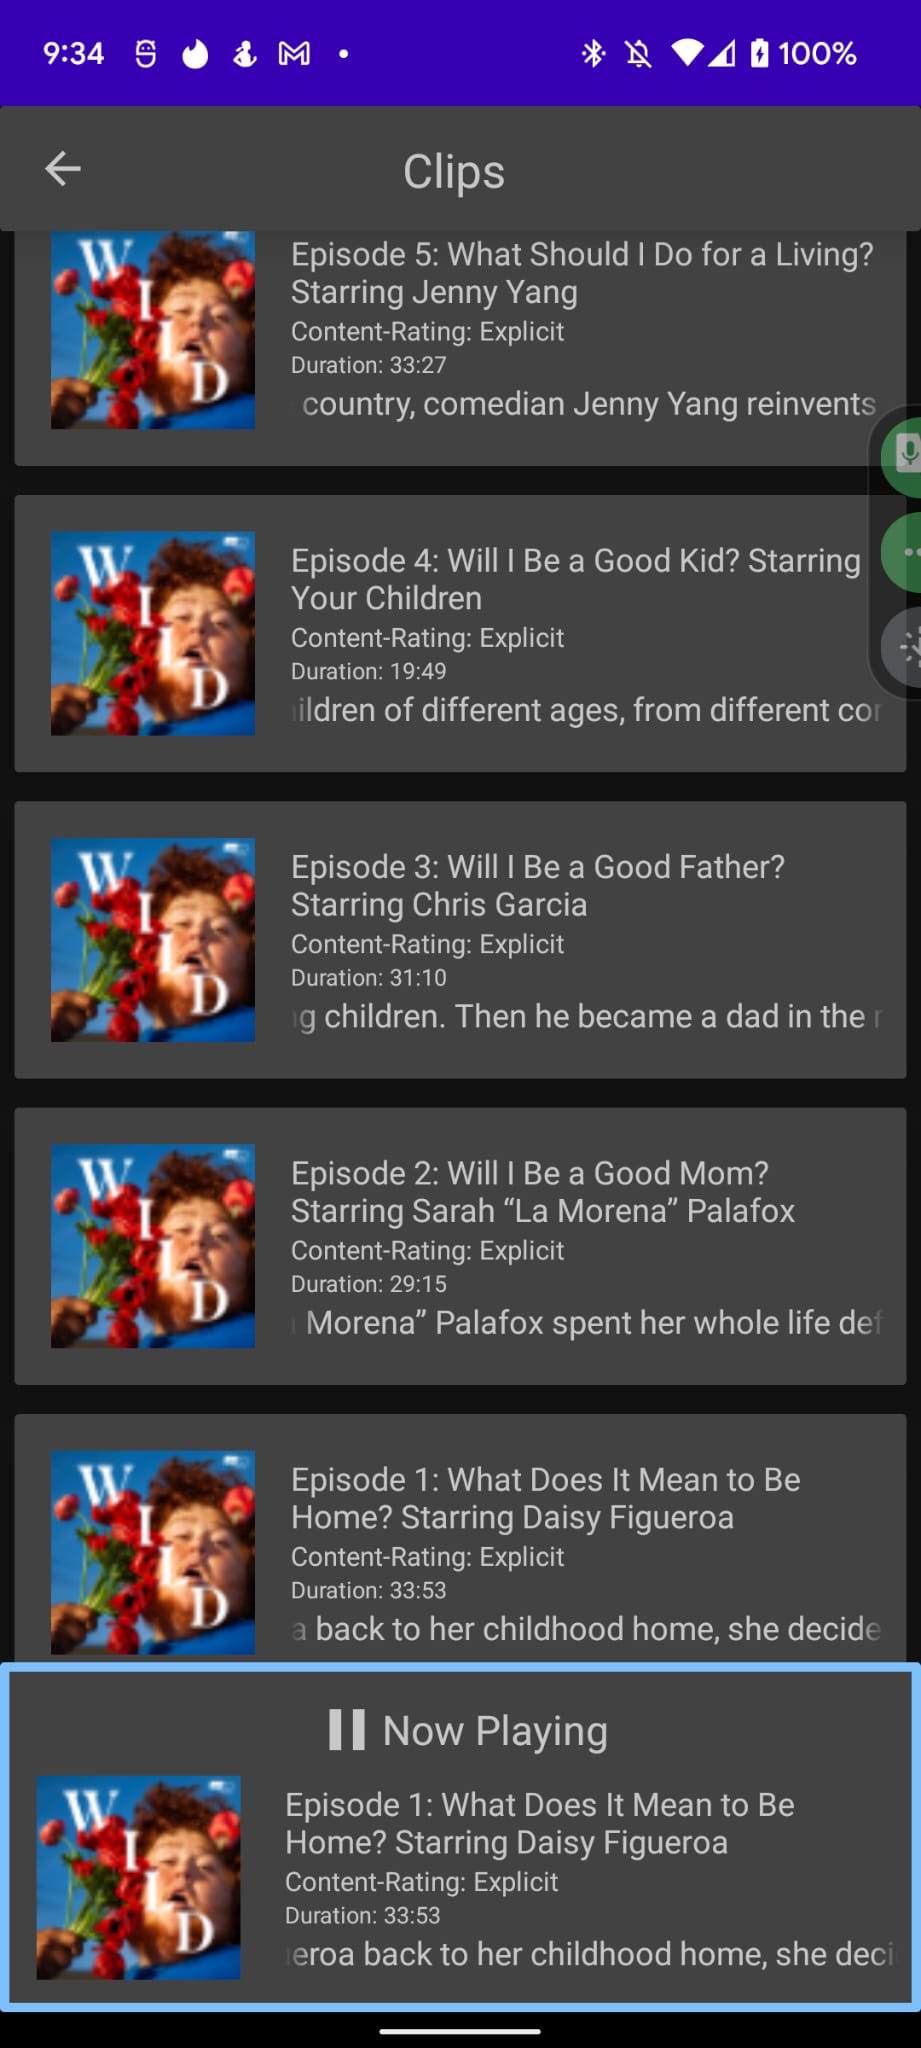 9:34
100%
Clips
WILD
Episode 5: What Should I Do for a Living?
Starring Jenny Yang
Content-Rating: Explicit
Duration: 33:27
country, comedian Jenny Yang reinvents
WILD
Episode 4: Will I Be a Good Kid? Starring
Your Children
Content-Rating: Explicit
Duration: 19:49
ildren of different ages, from different cor
WILD
Episode 3: Will I Be a Good Father?
Starring Chris Garcia
Content-Rating: Explicit
Duration: 31:10
g children. Then he became a dad in the
WILD
Episode 2: Will I Be a Good Mom?
Starring Sarah “La Morena” Palafox
Content-Rating: Explicit
Duration: 29:15
Morena” Palafox spent her whole life def
WILD
Episode 1: What Does It Mean to Be
Home? Starring Daisy Figueroa
Content-Rating: Explicit
Duration: 33:53
a back to her childhood home, she decide
Now Playing
WILD
Episode 1: What Does It Mean to Be
Home? Starring Daisy Figueroa
Content-Rating: Explicit
Duration: 33:53
eroa back to her childhood home, she deci